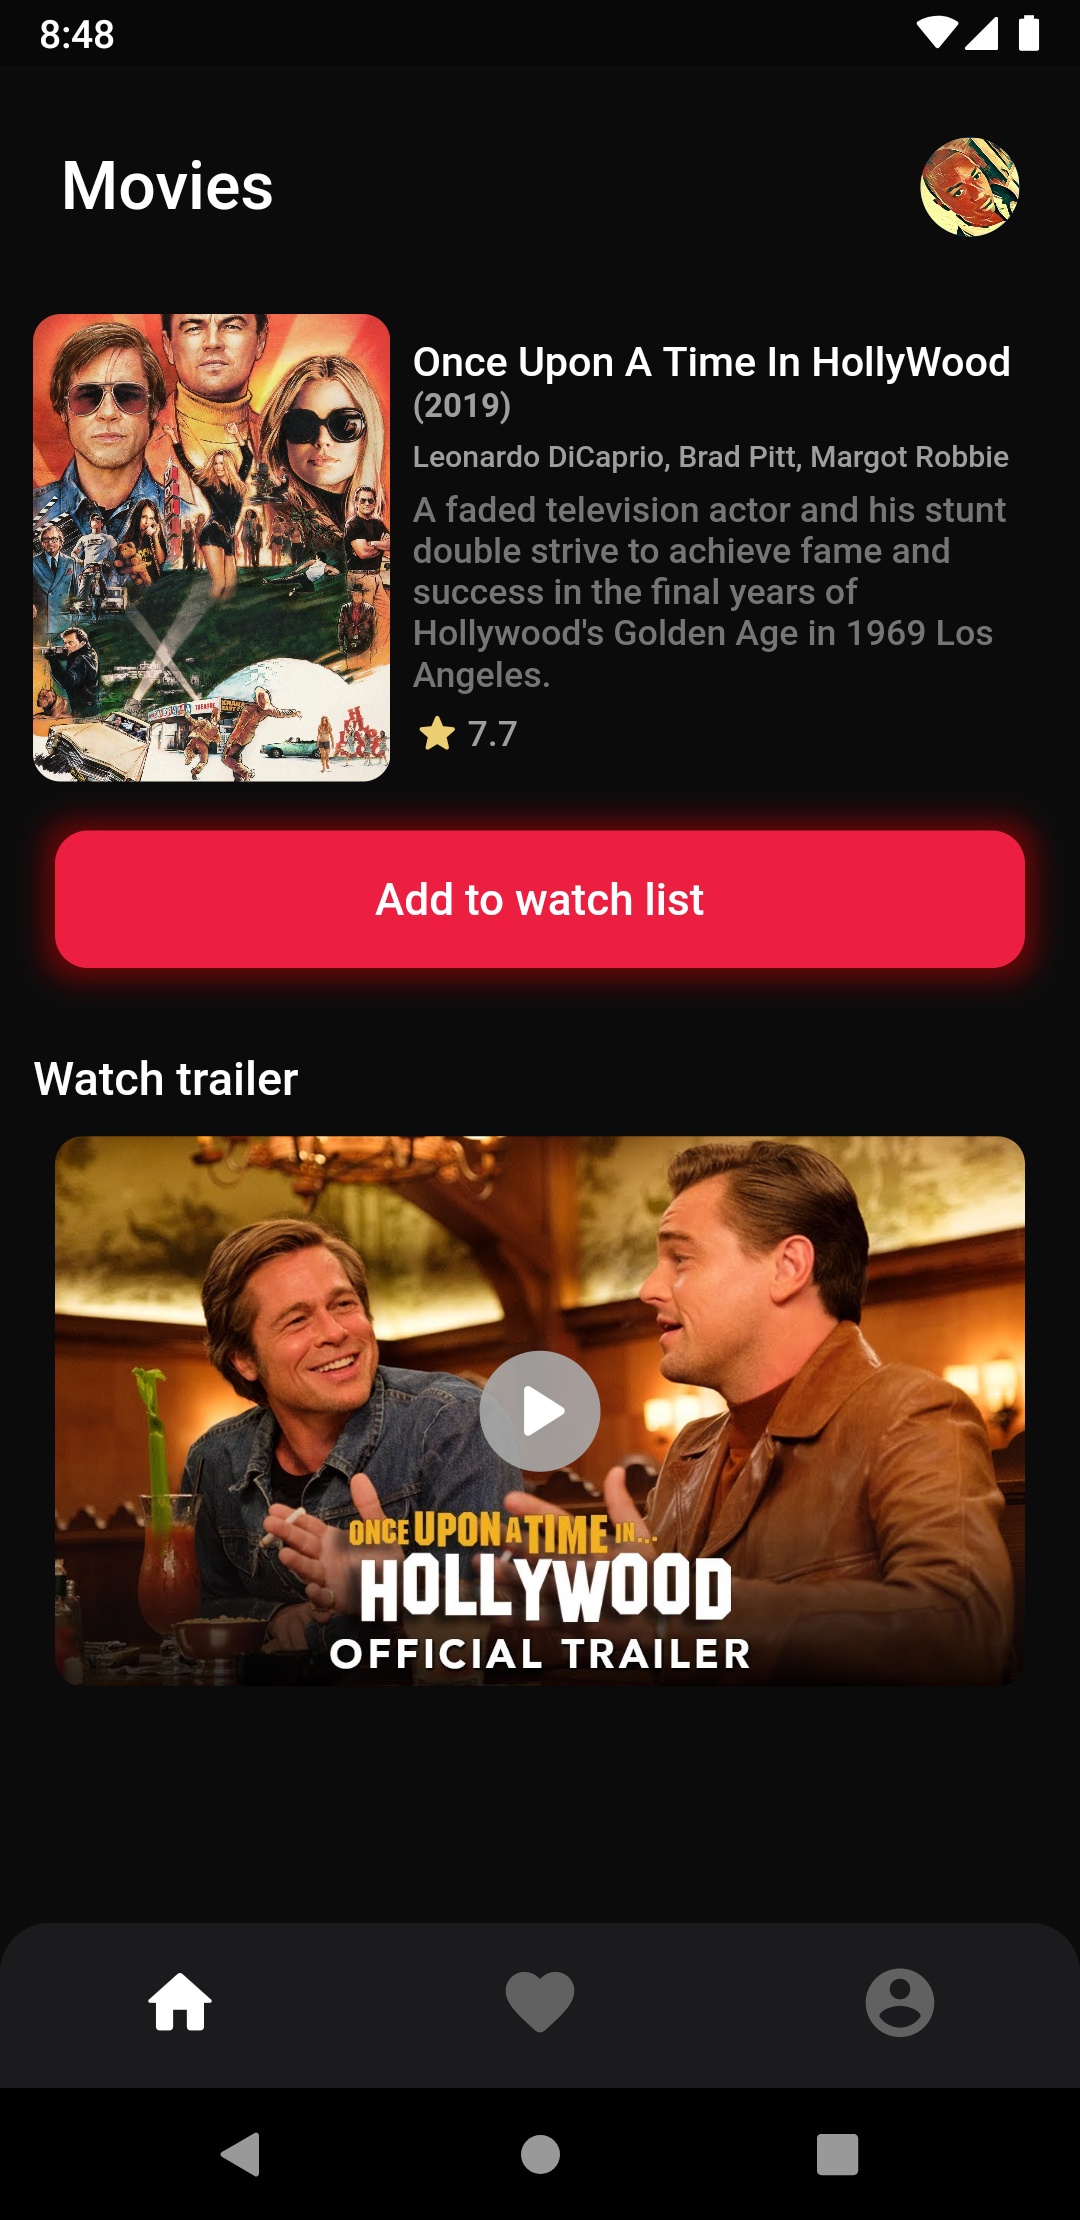 8:48
Movies
Once Upon A Time In HollyWood
(2019)
Leonardo DiCaprio, Brad Pitt, Margot Robbie
A faded television actor and his stunt
double strive to achieve fame and
success in the final years of
Hollywood's Golden Age in 1969 Los
Angeles.
7.7
Add to watch list
Watch trailer
ONCE UPON A TIME IN...
HOLLYWOOD
OFFICIAL TRAILER